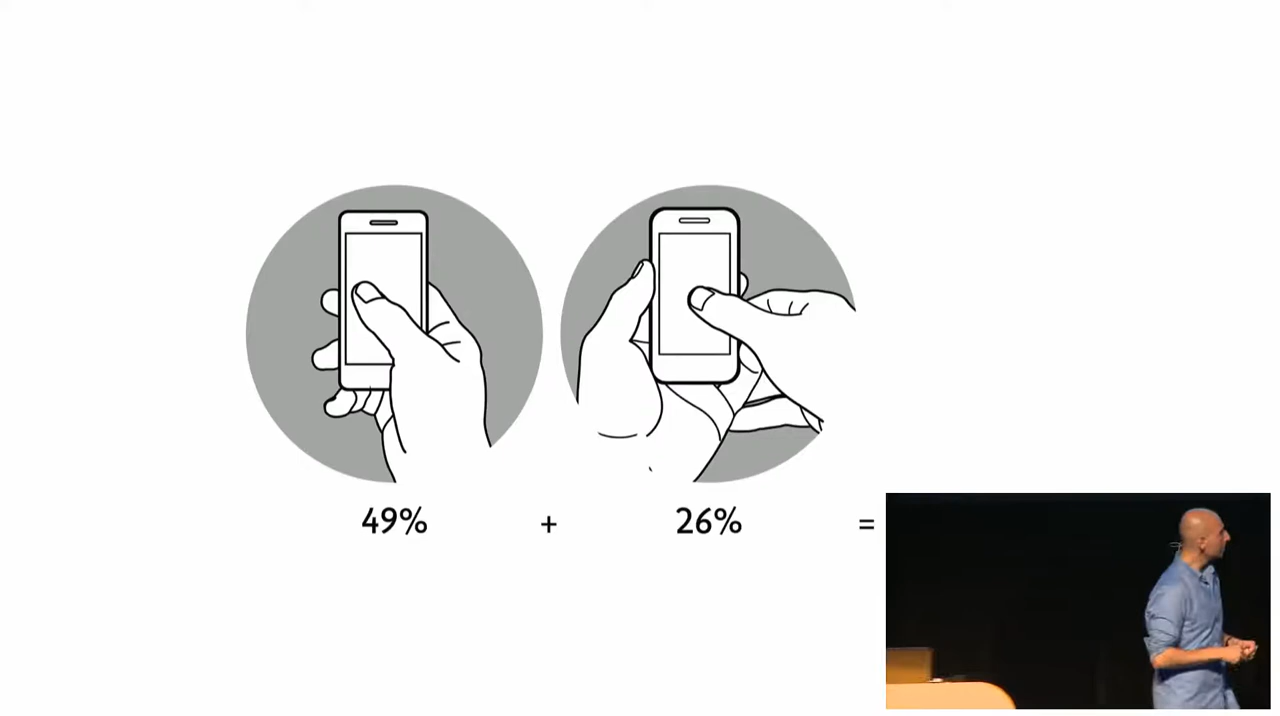 49% + 26% =